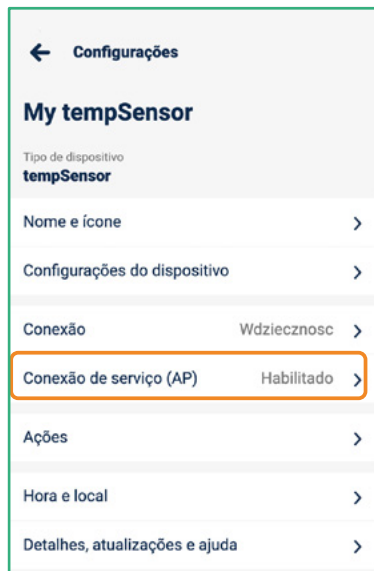 Configurações
My tempSensor
Tipo de dispositivo
tempSensor
Nome e ícone
Configurações do dispositivo
Conexão Wdziecznosc
Conexão de serviço (AP) Habilitado
Ações
Hora e local
Detalhes, atualizações e ajuda